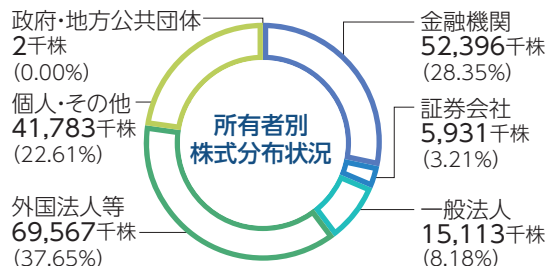 政府・地方公共団体
2千株
(0.00%)
個人・その他
41,783千株
(22.61%)
外国法人等
69,567千株
(37.65%)
所有者別
株式分布状況
金融機関
52,396千株
(28.35%)
証券会社
5,931千株
(3.21%)
一般法人
15,113千株
(8.18%)